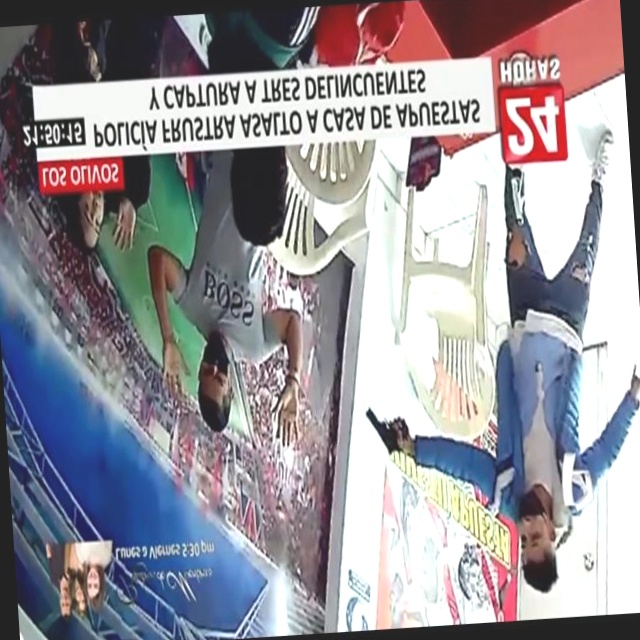 LOS OLIVOS
21:50:15 POLICÍA FRUSTRA ASALTO A CASA DE APUESTAS
Y CAPTURA A TRES DELINCUENTES
24
HORAS
BOSS
Lunes a Viernes 5:30 pm